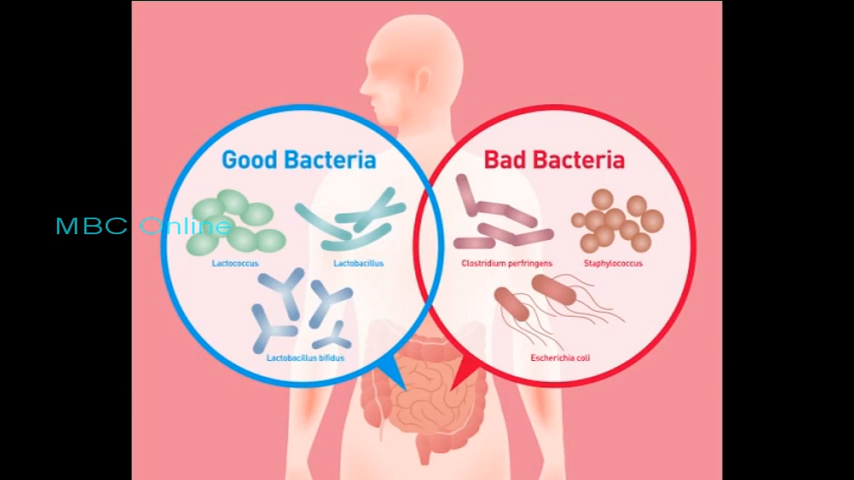 Good Bacteria
Bad Bacteria
MBC Online
Lactococcus
Lactobacillus
Clostridium perfringens
Staphylococcus
Lactobacillus bifidus
Escherichia coli